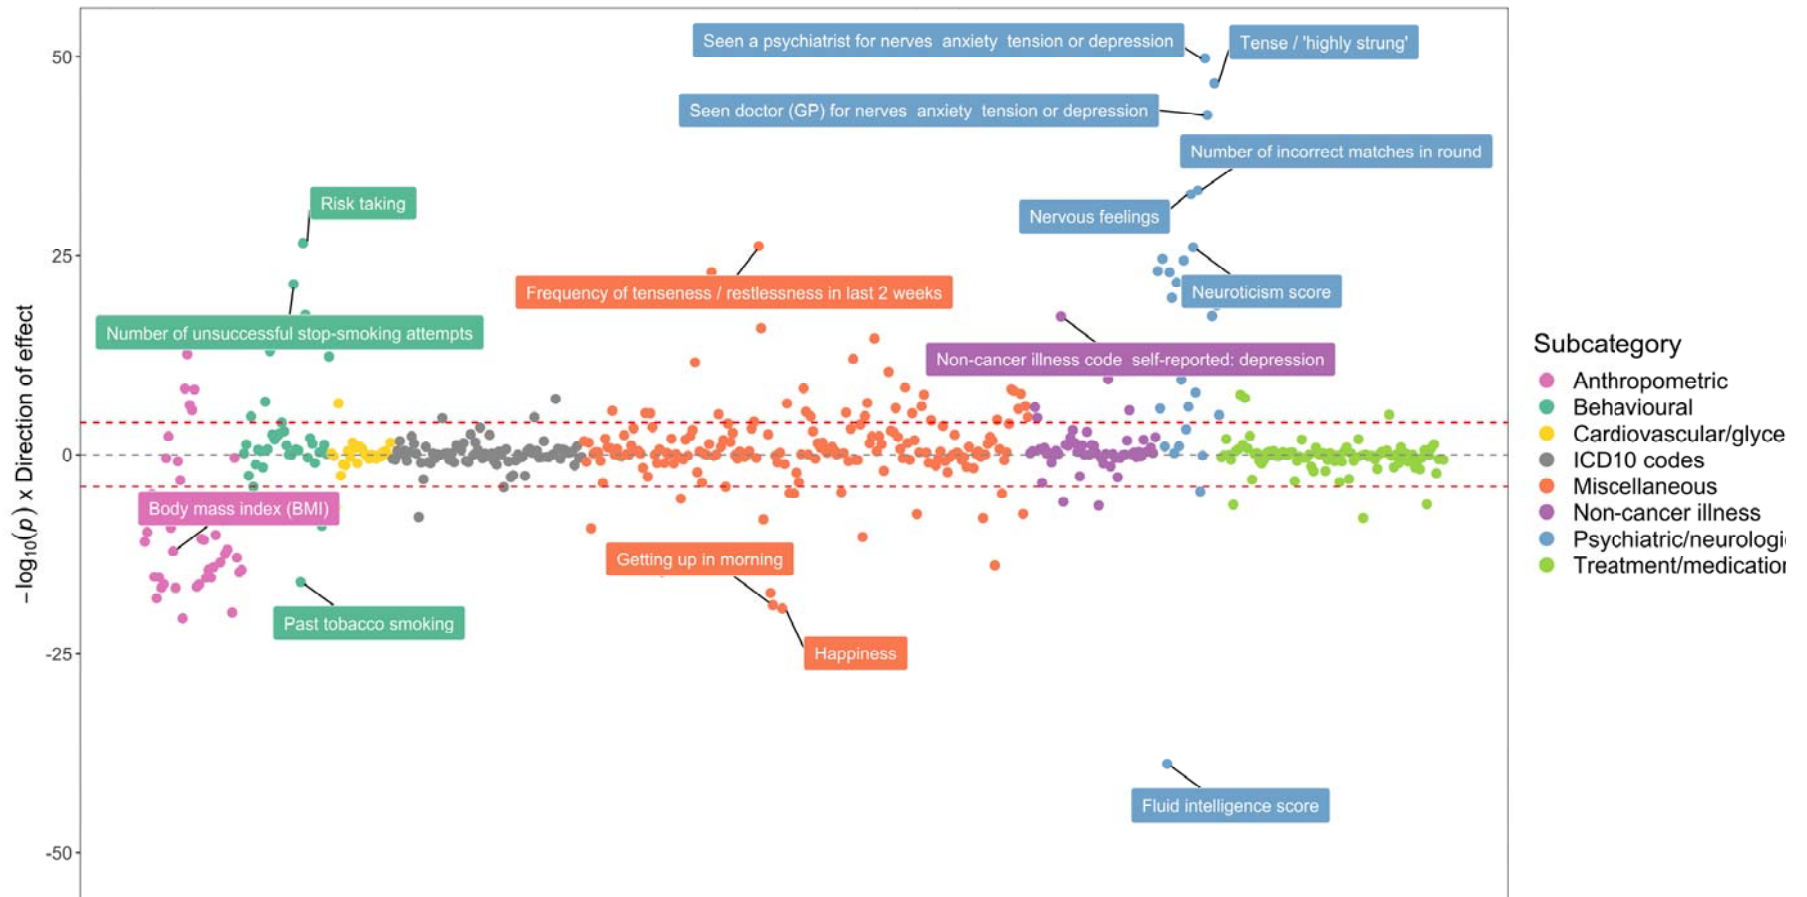 50
25
0
-25
-50
−log10(p) x Direction of effect
Seen a psychiatrist for nerves  anxiety  tension or depression
Tense / 'highly strung'
Seen doctor (GP) for nerves  anxiety  tension or depression
Number of incorrect matches in round
Risk taking
Nervous feelings
Frequency of tenseness / restlessness in last 2 weeks
Neuroticism score
Number of unsuccessful stop-smoking attempts
Non-cancer illness code  self-reported: depression
Body mass index (BMI)
Getting up in morning
Past tobacco smoking
Happiness
Fluid intelligence score
Subcategory
Anthropometric
Behavioural
Cardiovascular/glyce
ICD10 codes
Miscellaneous
Non-cancer illness
Psychiatric/neurologi
Treatment/medication